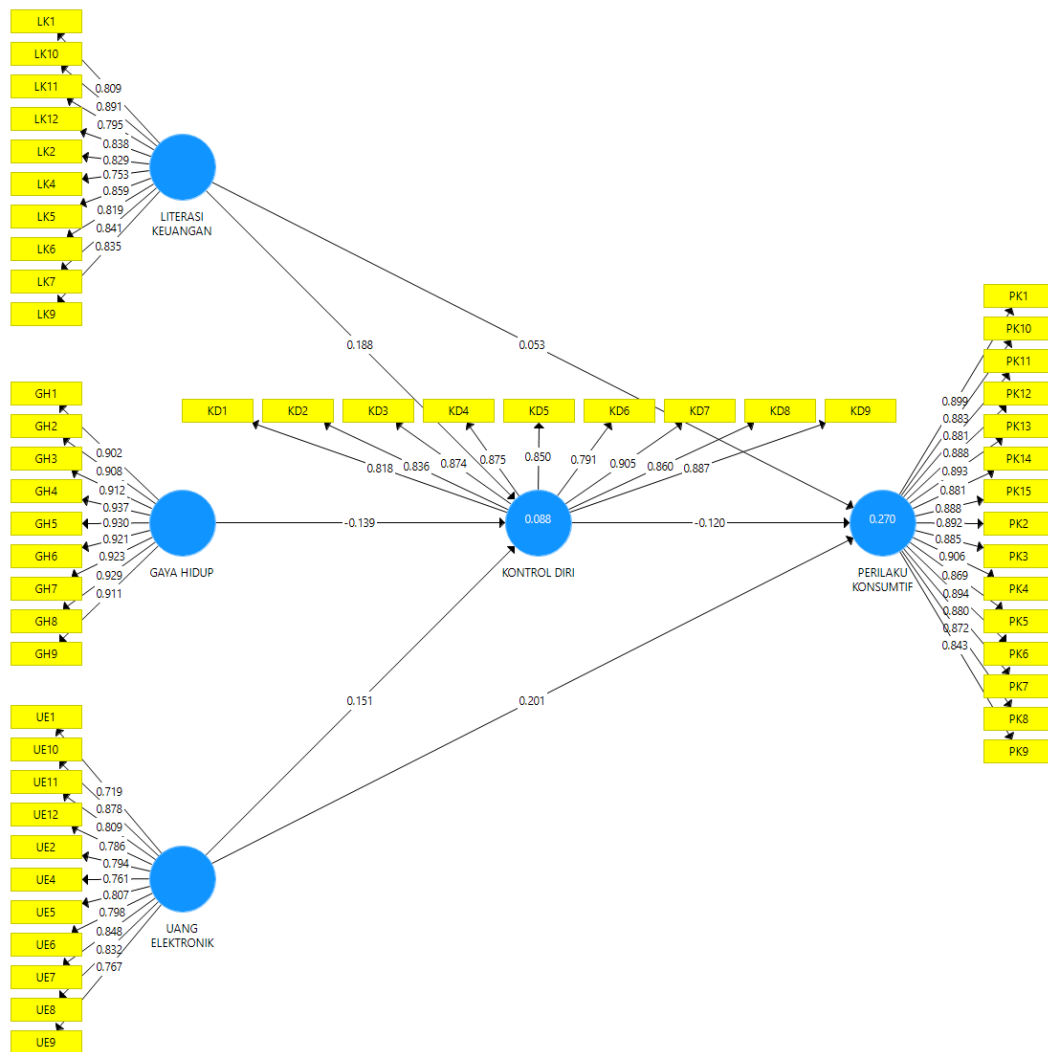 LK1
LK10
LK11
LK12
LK2
LK4
LK5
LK6
LK7
LK9
0.809
0.891
0.795
0.838
0.829
0.753
0.859
0.819
0.841
0.835
LITERASI
KEUANGAN
0.188
0.053
GH1
GH2
GH3
GH4
GH5
GH6
GH7
GH8
GH9
0.902
0.908
0.912
0.937
0.930
0.921
0.923
0.929
0.911
GAYA HIDUP
-0.139
KD1
KD2
KD3
KD4
KD5
KD6
KD7
KD8
KD9
0.818
0.836
0.874
0.875
0.850
0.791
0.905
0.860
0.887
0.088
KONTROL DIRI
-0.120
0.270
PERILAKU
KONSUMTIF
PK1
PK10
PK11
PK12
PK13
PK14
PK15
PK2
PK3
PK4
PK5
PK6
PK7
PK8
PK9
0.899
0.883
0.881
0.888
0.893
0.881
0.888
0.892
0.885
0.906
0.869
0.894
0.880
0.872
0.843
0.151
0.201
UE1
UE10
UE11
UE12
UE2
UE4
UE5
UE6
UE7
UE8
UE9
0.719
0.878
0.809
0.786
0.794
0.761
0.807
0.798
0.848
0.832
0.767
UANG
ELEKTRONIK